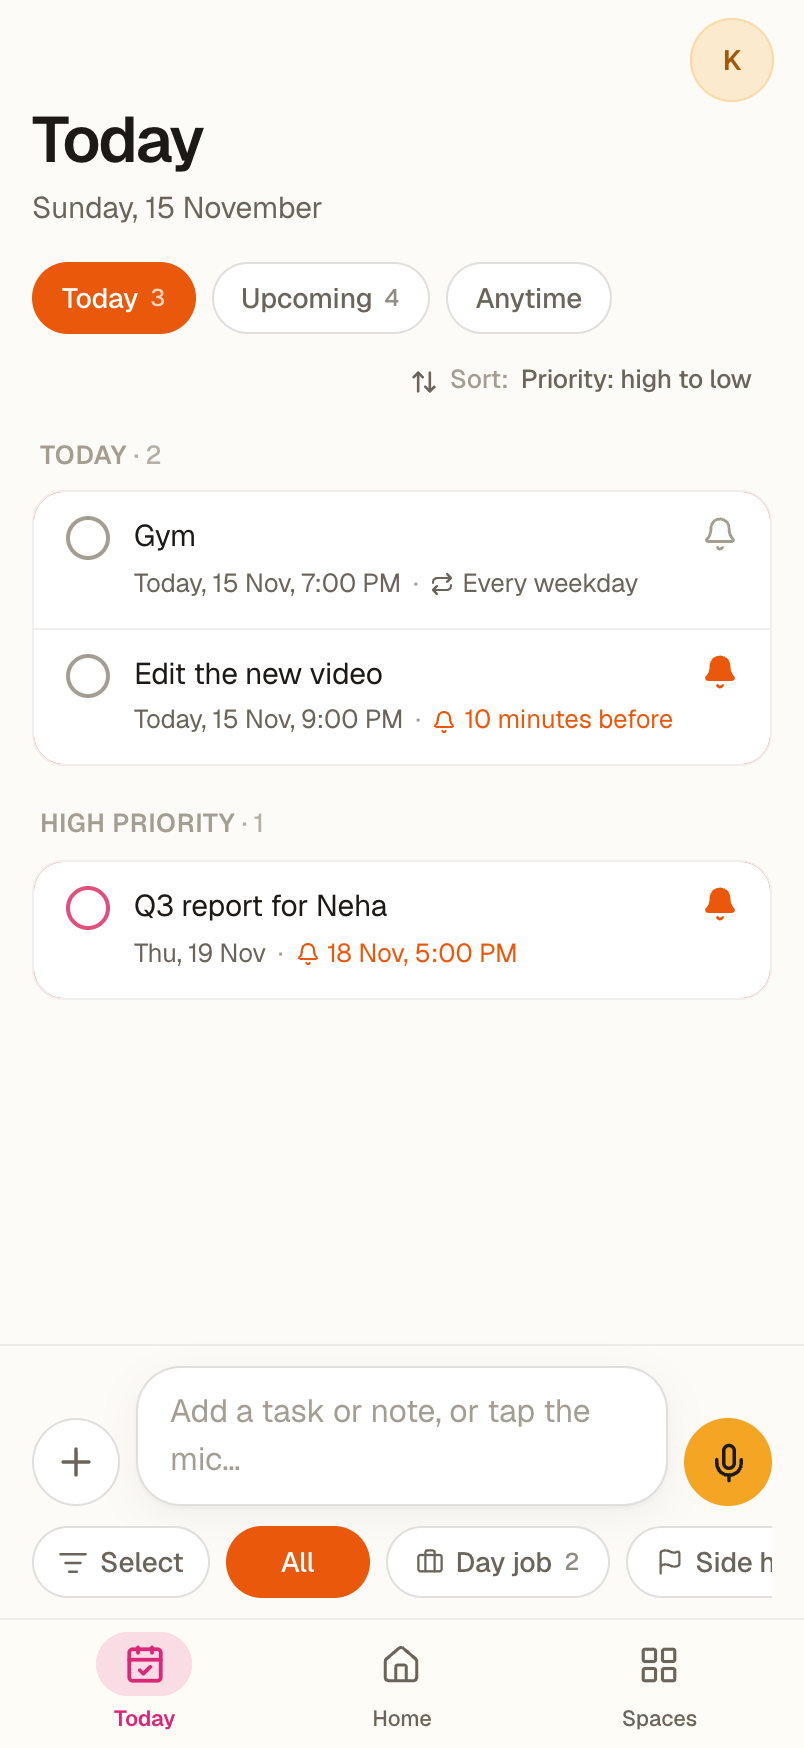 K
Today
Sunday, 15 November
Today 3
Upcoming 4
Anytime
Sort: Priority: high to low
TODAY · 2
Gym
Today, 15 Nov, 7:00 PM · Every weekday
Edit the new video
Today, 15 Nov, 9:00 PM · 10 minutes before
HIGH PRIORITY · 1
Q3 report for Neha
Thu, 19 Nov · 18 Nov, 5:00 PM
Add a task or note, or tap the
mic...
Select
All
Day job 2
Side
Today
Home
Spaces